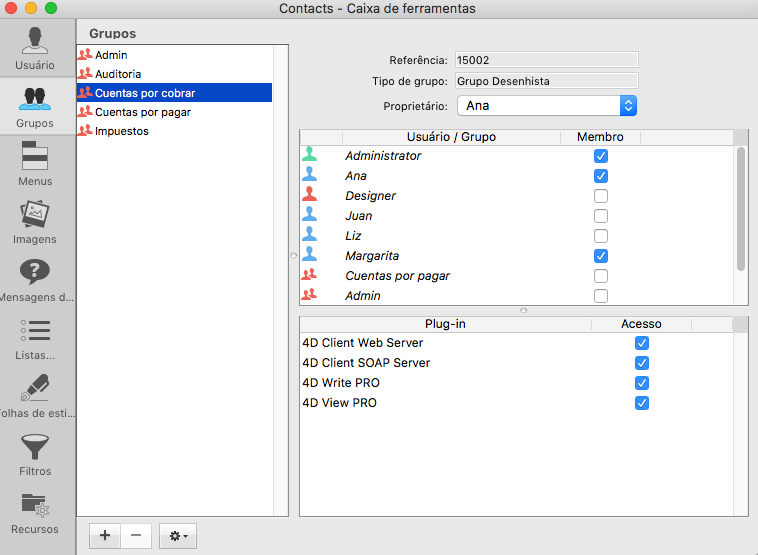 Contacts - Caixa de ferramentas
Usuário
Grupos
Menus
Imagens
Mensagens d...
Listas...
Folhas de esti...
Filtros
Recursos
Grupos
Admin
Auditoria
Cuentas por cobrar
Cuentas por pagar
Impuestos
Referência: 15002
Tipo de grupo: Grupo Desenhista
Proprietário: Ana
Usuário / Grupo Membro
Administrator
Ana
Designer
Juan
Liz
Margarita
Cuentas por pagar
Admin
Plug-in Acesso
4D Client Web Server
4D Client SOAP Server
4D Write PRO
4D View PRO